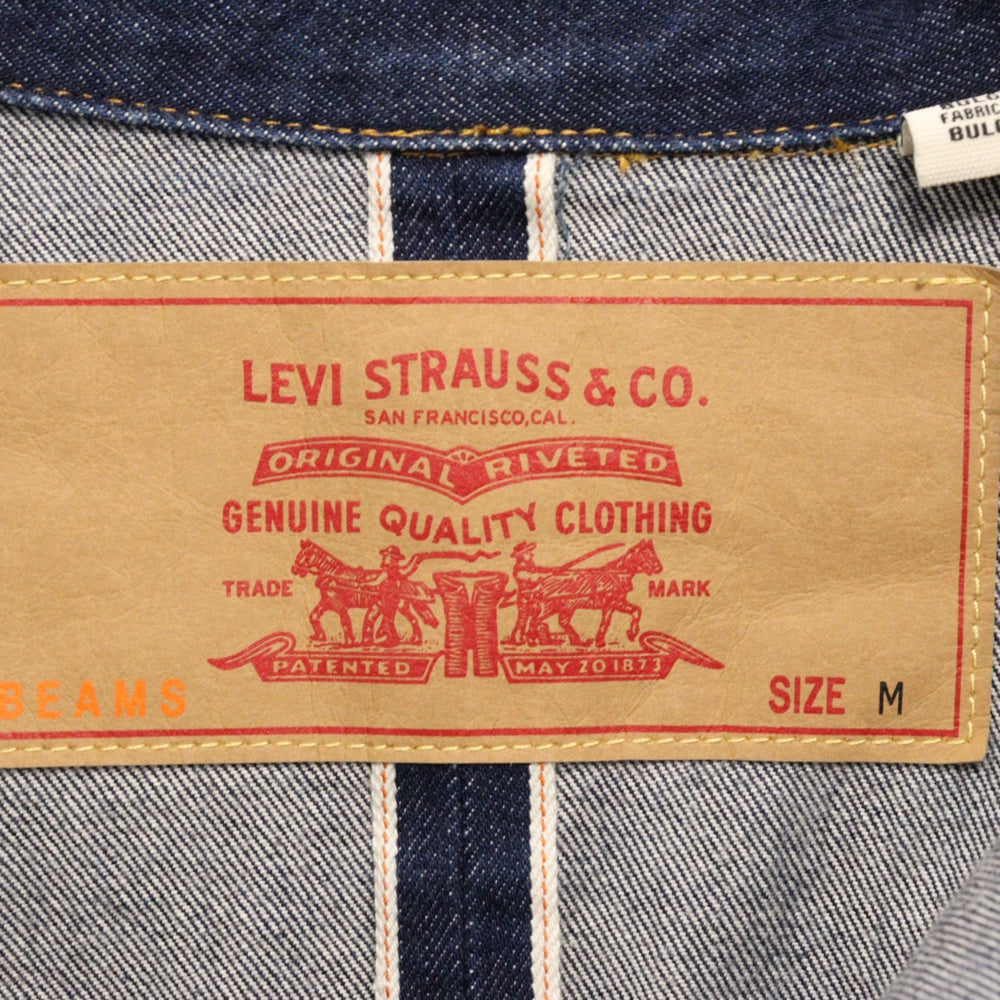 FABRIC
LEVI STRAUSS & CO.
SAN FRANCISCO, CAL.
ORIGINAL RIVETED
GENUINE QUALITY CLOTHING
TRADE MARK
PATENTED MAY 20 1873
BEAMS SIZE M